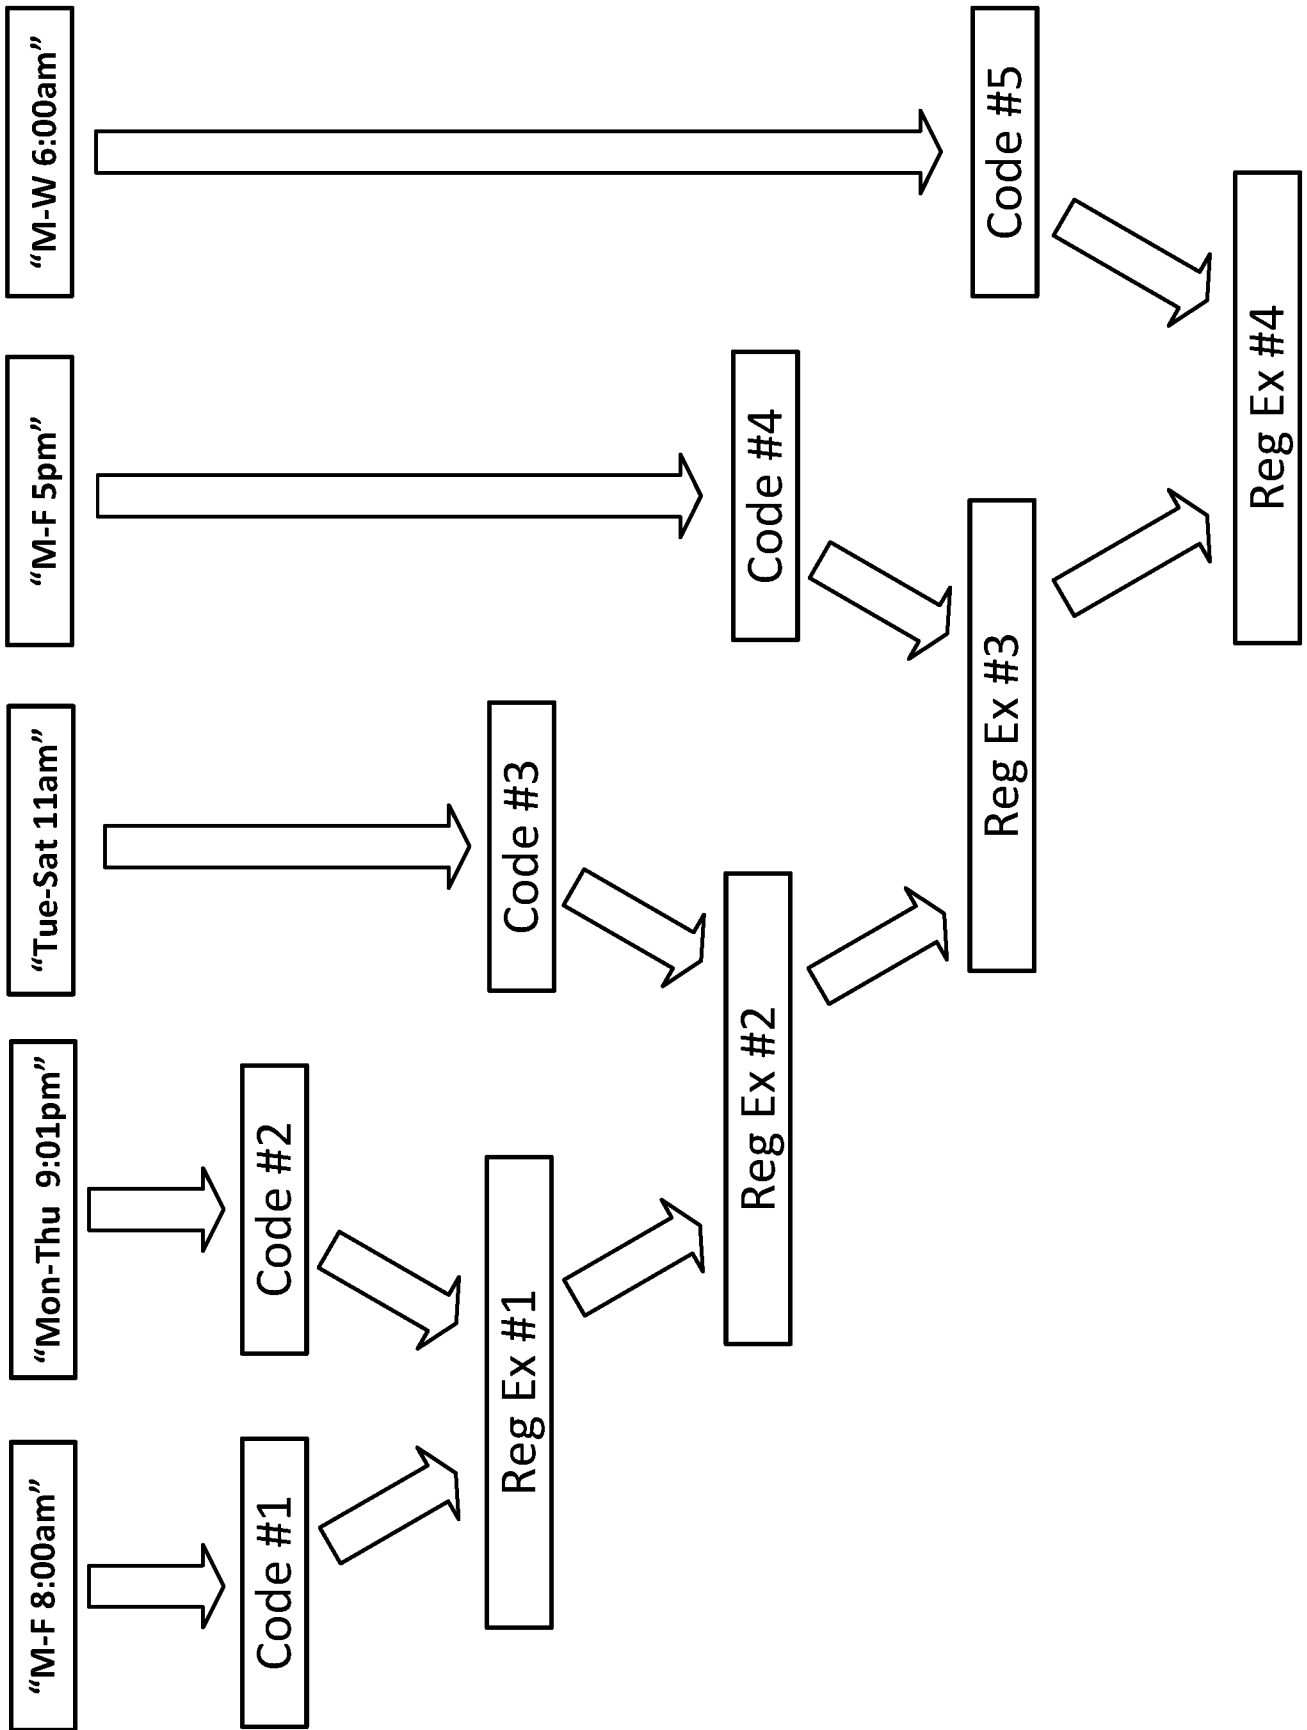 “M-F 8:00am”
“Mon-Thu  9:01pm”
“Tue-Sat 11am”
“M-F 5pm”
“M-W 6:00am”
Code #1
Code #2
Reg Ex #1
Code #3
Reg Ex #2
Code #4
Reg Ex #3
Code #5
Reg Ex #4